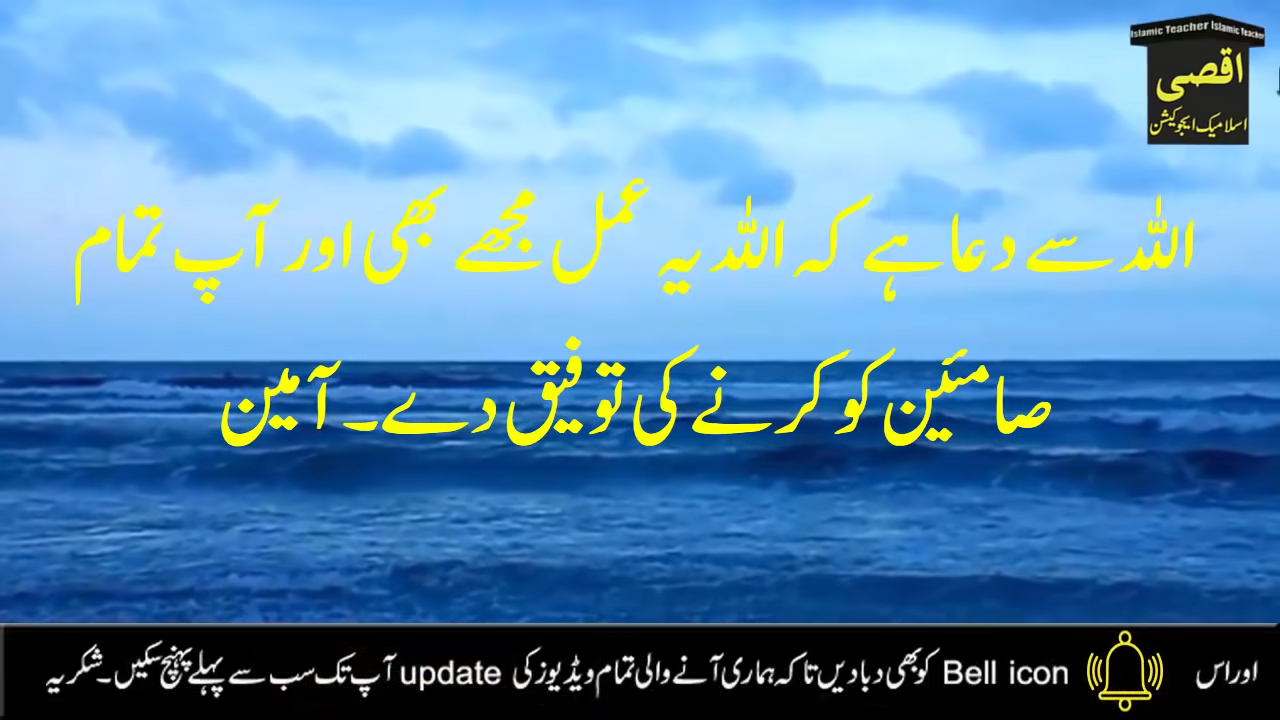 Islamic Teacher Islamic Teacher
اقصی
اسلامیک ایجوکیشن
اللہ سے دعا ہے کہ اللہ یہ عمل مجھے بھی اور آپ تمام
صامئین کو کرنے کی توفیق دے۔ آمین
اور اس Bell icon کو بھی دبا دیں تا کہ ہماری آنے والی تمام ویڈیوز کی update آپ تک سب سے پہلے پہنچ سکیں۔ شکریہ